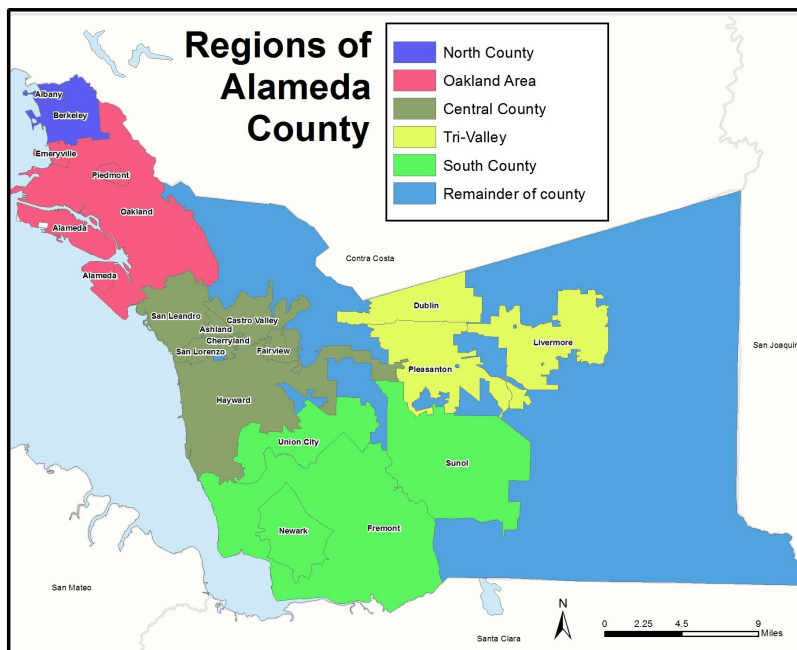 Regions of
Alameda
County
North County
Oakland Area
Central County
Tri-Valley
South County
Remainder of county
Albany
Berkeley
Emeryville
Piedmont
Oakland
Alameda
Alameda
Contra Costa
San Leandro
Castro Valley
Ashland
Cherryland
San Lorenzo
Fairview
Dublin
Livermore
San Joaquin
Pleasanton
Hayward
Union City
Sunol
Newark
Fremont
San Mateo
Santa Clara
N
0 2.25 4.5 9
Miles